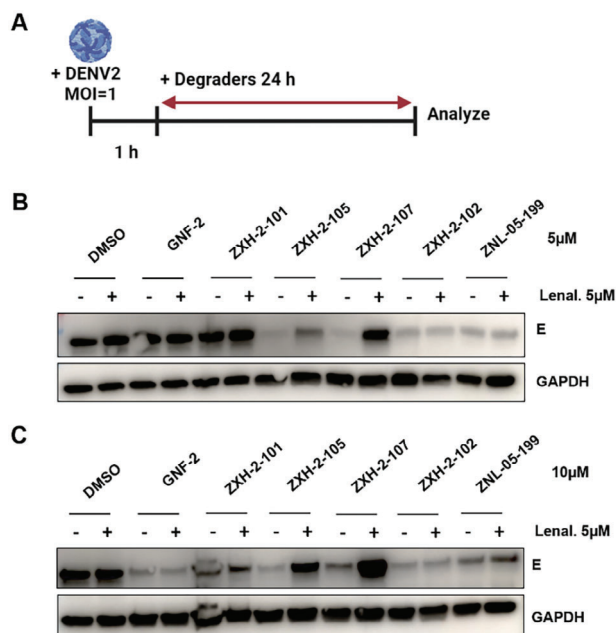 A
+ DENV2
MOI=1
+ Degraders 24 h
Analyze
1 h
B
DMSO GNF-2 ZXH-2-101 ZXH-2-105 ZXH-2-107 ZXH-2-102 ZNL-05-199 5µM
- + - + - + - + - + - + - + Lenal. 5µM
E
GAPDH
C
DMSO GNF-2 ZXH-2-101 ZXH-2-105 ZXH-2-107 ZXH-2-102 ZNL-05-199 10µM
- + - + - + - + - + - + - + Lenal. 5µM
E
GAPDH